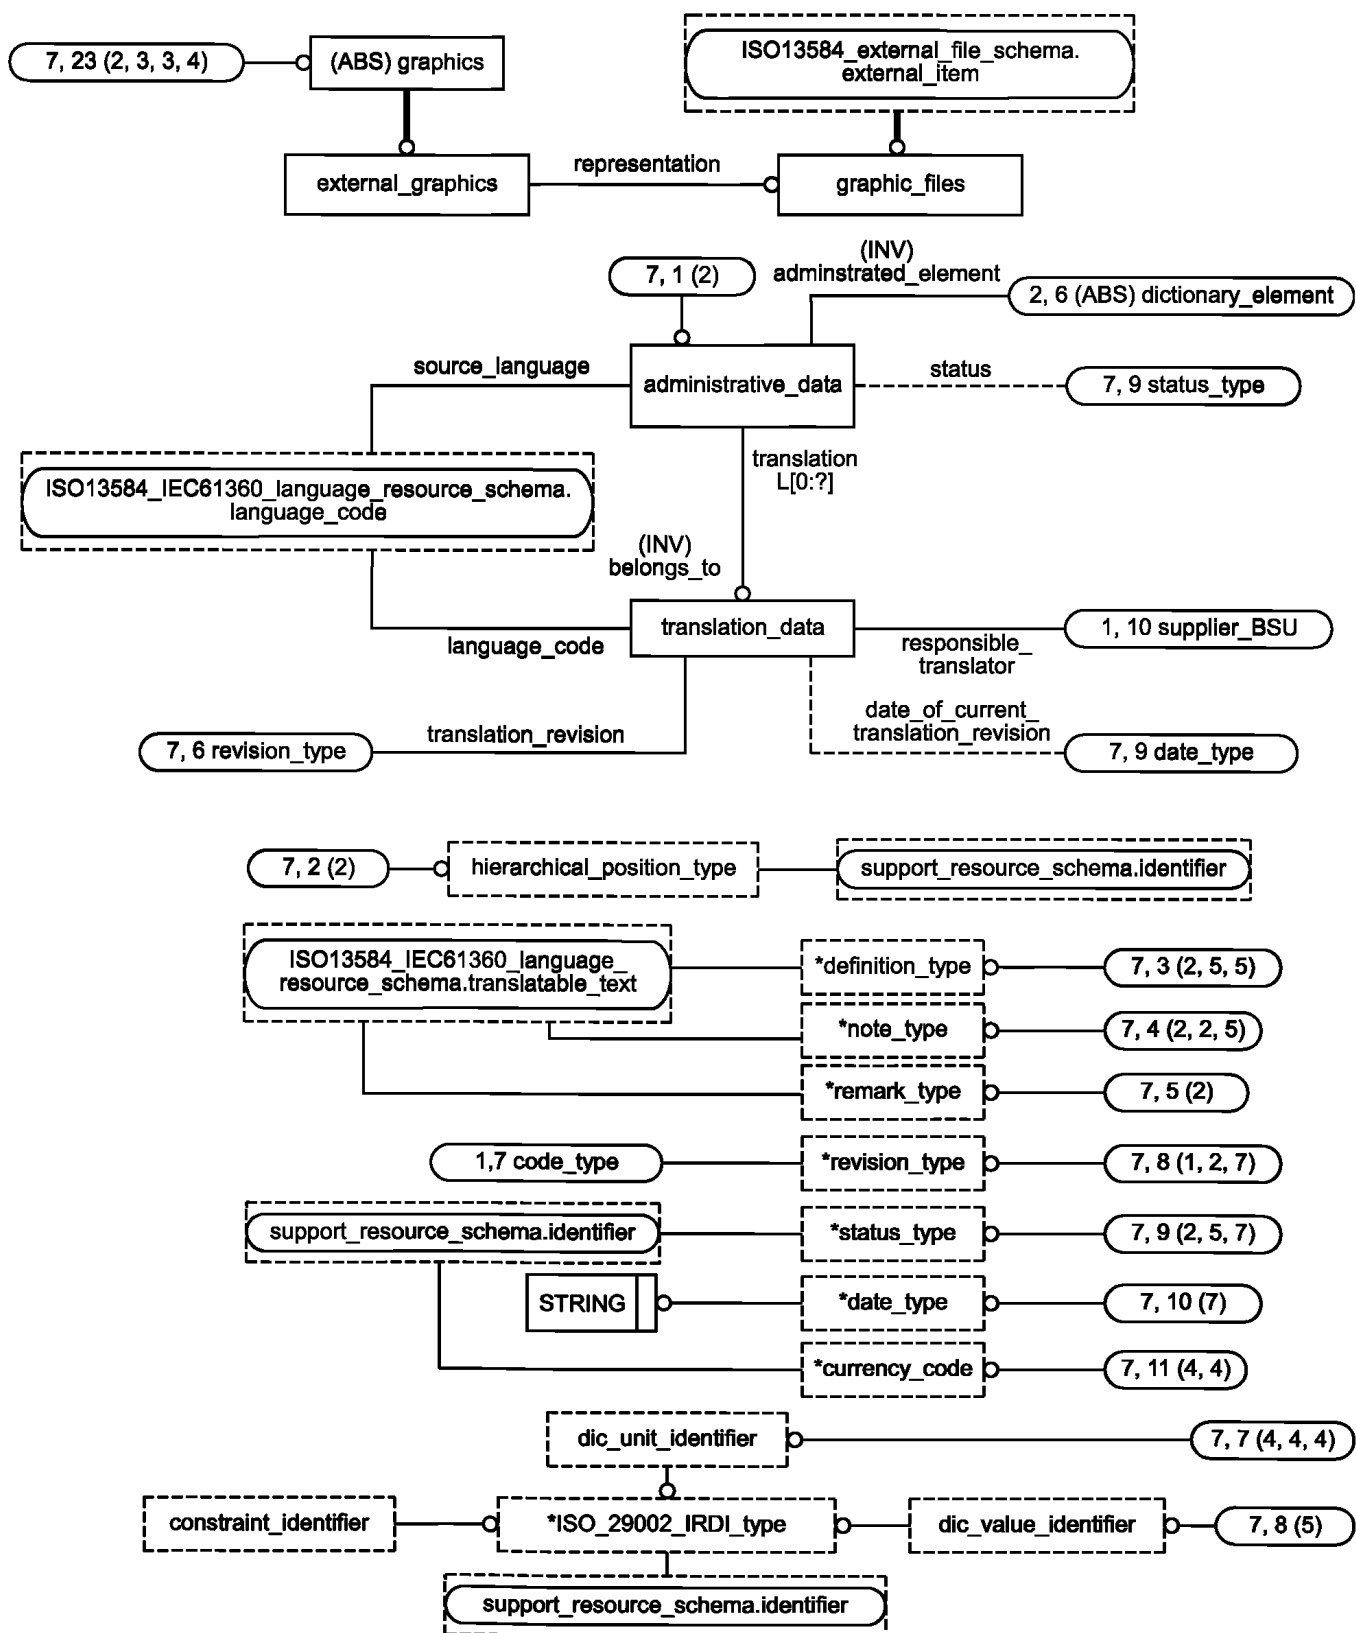 7, 23 (2, 3, 3, 4)
(ABS) graphics
ISO13584_external_file_schema.
external_item
external_graphics
representation
graphic_files
7, 1 (2)
(INV)
adminstrated_element
2, 6 (ABS) dictionary_element
source_language
administrative_data
status
7, 9 status_type
translation
L[0:?]
ISO13584_IEC61360_language_resource_schema.
language_code
(INV)
belongs_to
language_code
translation_data
responsible_
translator
1, 10 supplier_BSU
translation_revision
7, 6 revision_type
date_of_current_
translation_revision
7, 9 date_type
7, 2 (2)
hierarchical_position_type
support_resource_schema.identifier
ISO13584_IEC61360_language_
resource_schema.translatable_text
*definition_type
7, 3 (2, 5, 5)
*note_type
7, 4 (2, 2, 5)
*remark_type
7, 5 (2)
1,7 code_type
*revision_type
7, 8 (1, 2, 7)
support_resource_schema.identifier
*status_type
7, 9 (2, 5, 7)
STRING
*date_type
7, 10 (7)
*currency_code
7, 11 (4, 4)
dic_unit_identifier
7, 7 (4, 4, 4)
constraint_identifier
*ISO_29002_IRDI_type
dic_value_identifier
7, 8 (5)
support_resource_schema.identifier